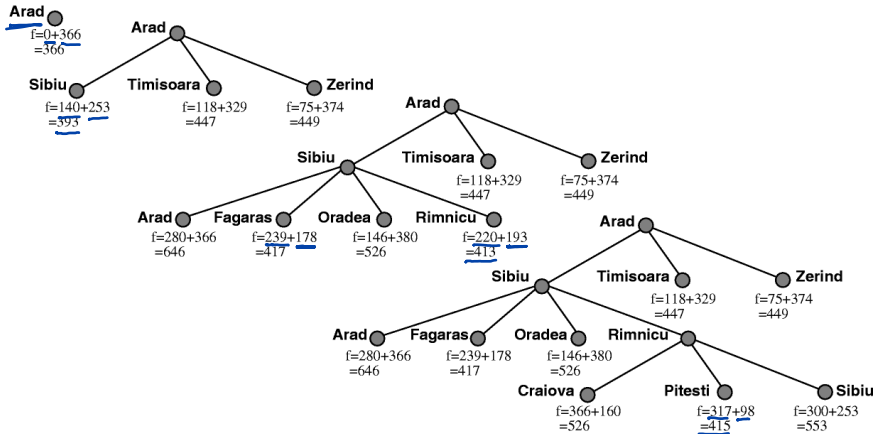 Arad
f=0+366
=366
Arad
Sibiu
f=140+253
=393
Timisoara
f=118+329
=447
Zerind
f=75+374
=449
Arad
Sibiu
Timisoara
f=118+329
=447
Zerind
f=75+374
=449
Arad
f=280+366
=646
Fagaras
f=239+178
=417
Oradea
f=146+380
=526
Rimnicu
f=220+193
=413
Arad
Sibiu
Timisoara
f=118+329
=447
Zerind
f=75+374
=449
Arad
f=280+366
=646
Fagaras
f=239+178
=417
Oradea
f=146+380
=526
Rimnicu
Craiova
f=366+160
=526
Pitesti
f=317+98
=415
Sibiu
f=300+253
=553